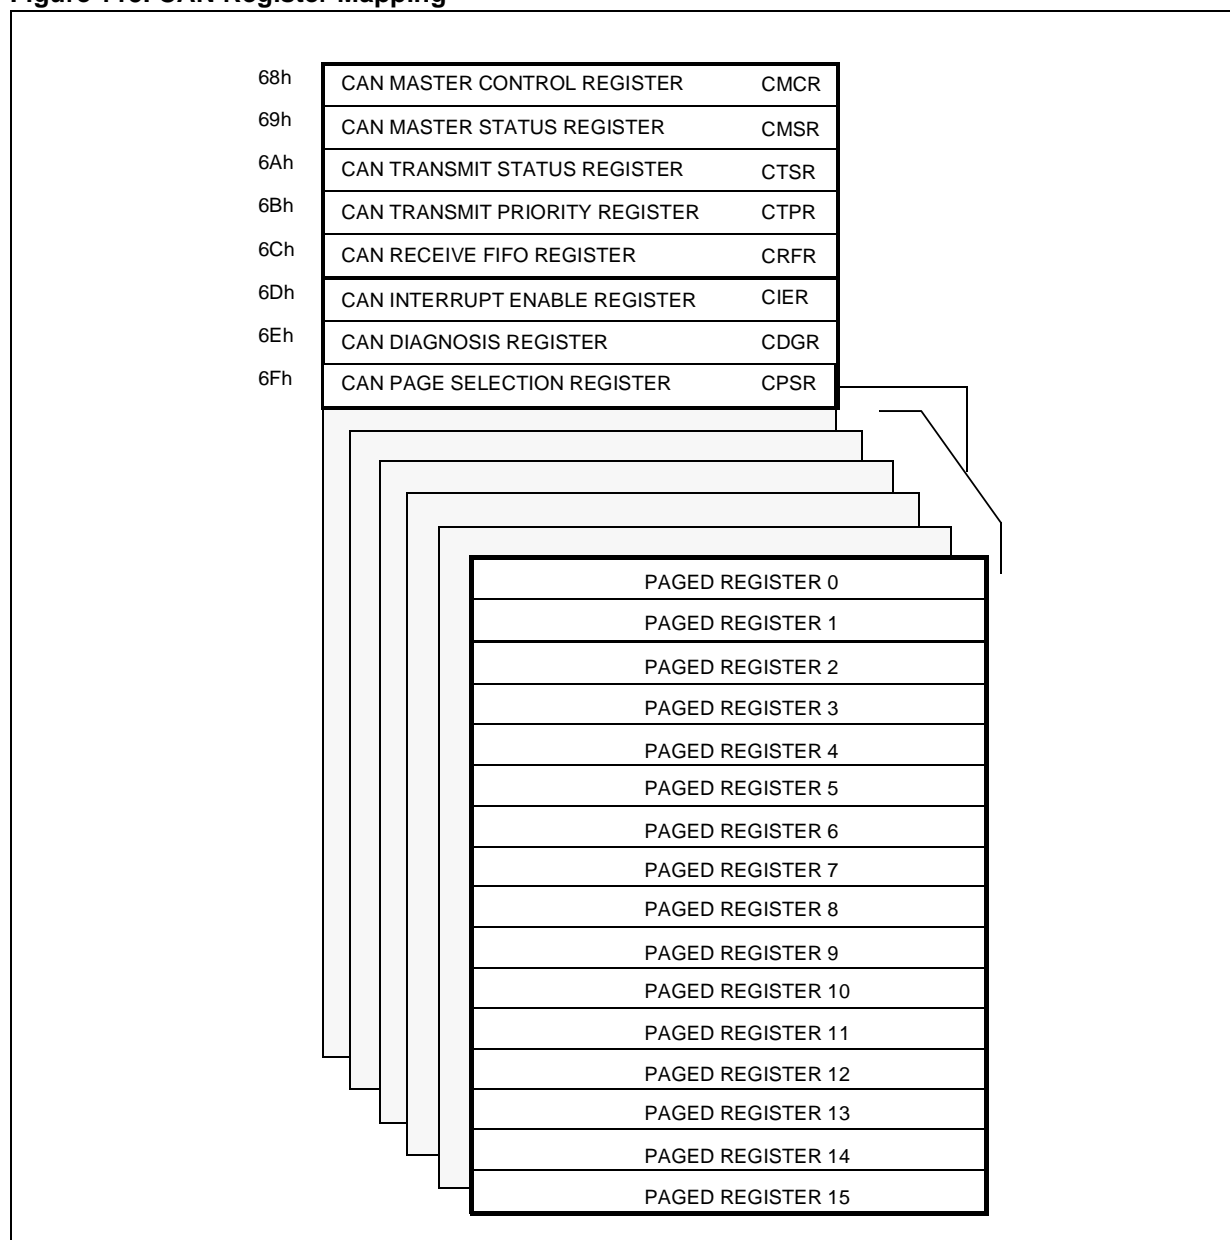 68h CAN MASTER CONTROL REGISTER CMCR
69h CAN MASTER STATUS REGISTER CMSR
6Ah CAN TRANSMIT STATUS REGISTER CTSR
6Bh CAN TRANSMIT PRIORITY REGISTER CTPR
6Ch CAN RECEIVE FIFO REGISTER CRFR
6Dh CAN INTERRUPT ENABLE REGISTER CIER
6Eh CAN DIAGNOSIS REGISTER CDGR
6Fh CAN PAGE SELECTION REGISTER CPSR
PAGED REGISTER 0
PAGED REGISTER 1
PAGED REGISTER 2
PAGED REGISTER 3
PAGED REGISTER 4
PAGED REGISTER 5
PAGED REGISTER 6
PAGED REGISTER 7
PAGED REGISTER 8
PAGED REGISTER 9
PAGED REGISTER 10
PAGED REGISTER 11
PAGED REGISTER 12
PAGED REGISTER 13
PAGED REGISTER 14
PAGED REGISTER 15